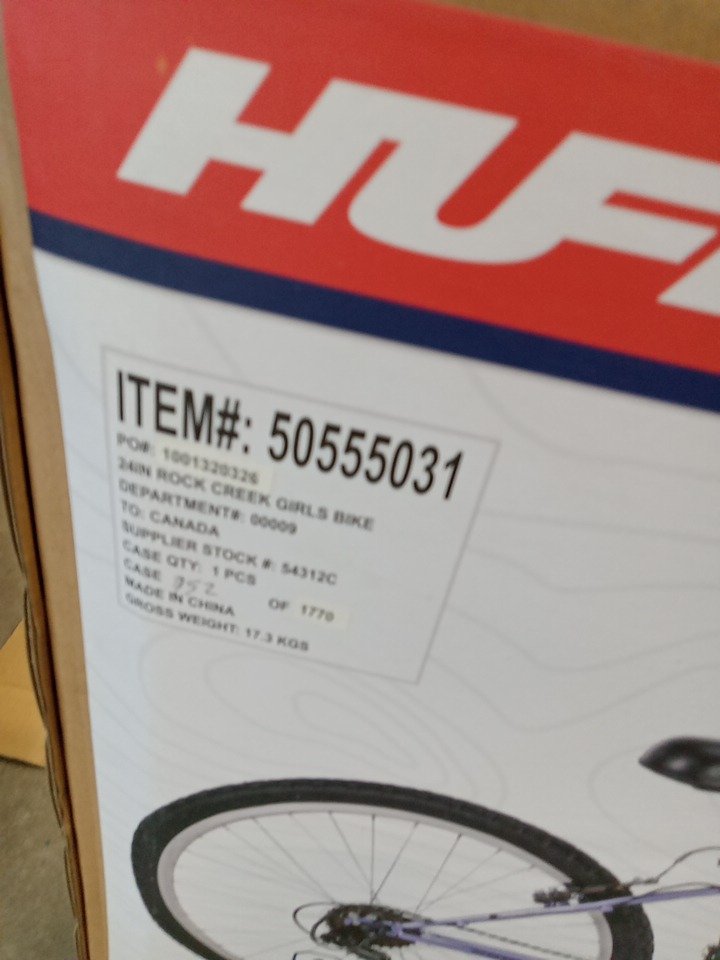 HUF
ITEM#: 50555031
PO#: 1001320326
24IN ROCK CREEK GIRLS BIKE
DEPARTMENT#: 00009
TO: CANADA
SUPPLIER STOCK #: 54312C
CASE QTY: 1 PCS
CASE 952 OF 1770
MADE IN CHINA
GROSS WEIGHT: 17.3 KGS